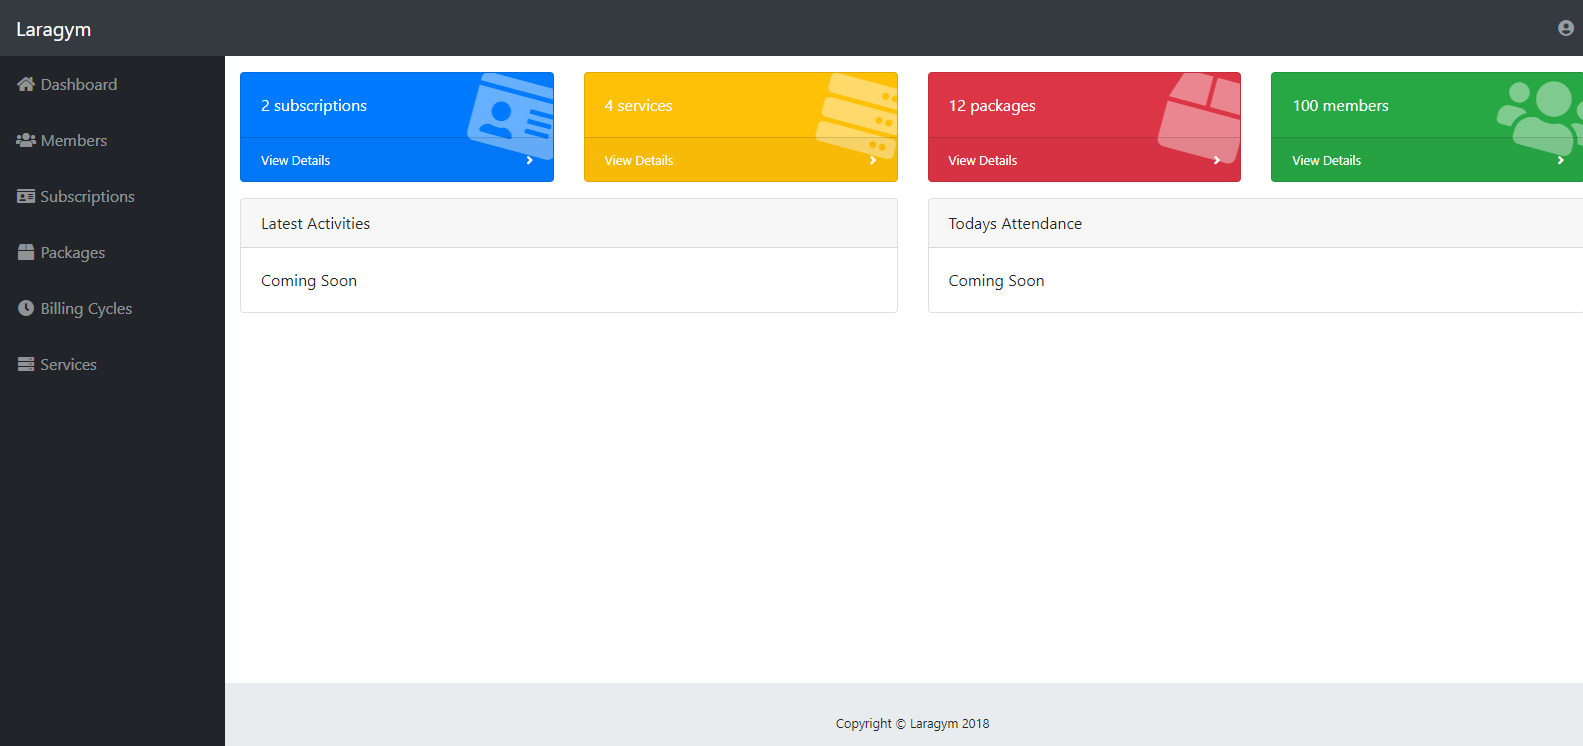 Laragym
Dashboard
Members
Subscriptions
Packages
Billing Cycles
Services
2 subscriptions
View Details
4 services
View Details
12 packages
View Details
100 members
View Details
Latest Activities
Coming Soon
Todays Attendance
Coming Soon
Copyright © Laragym 2018